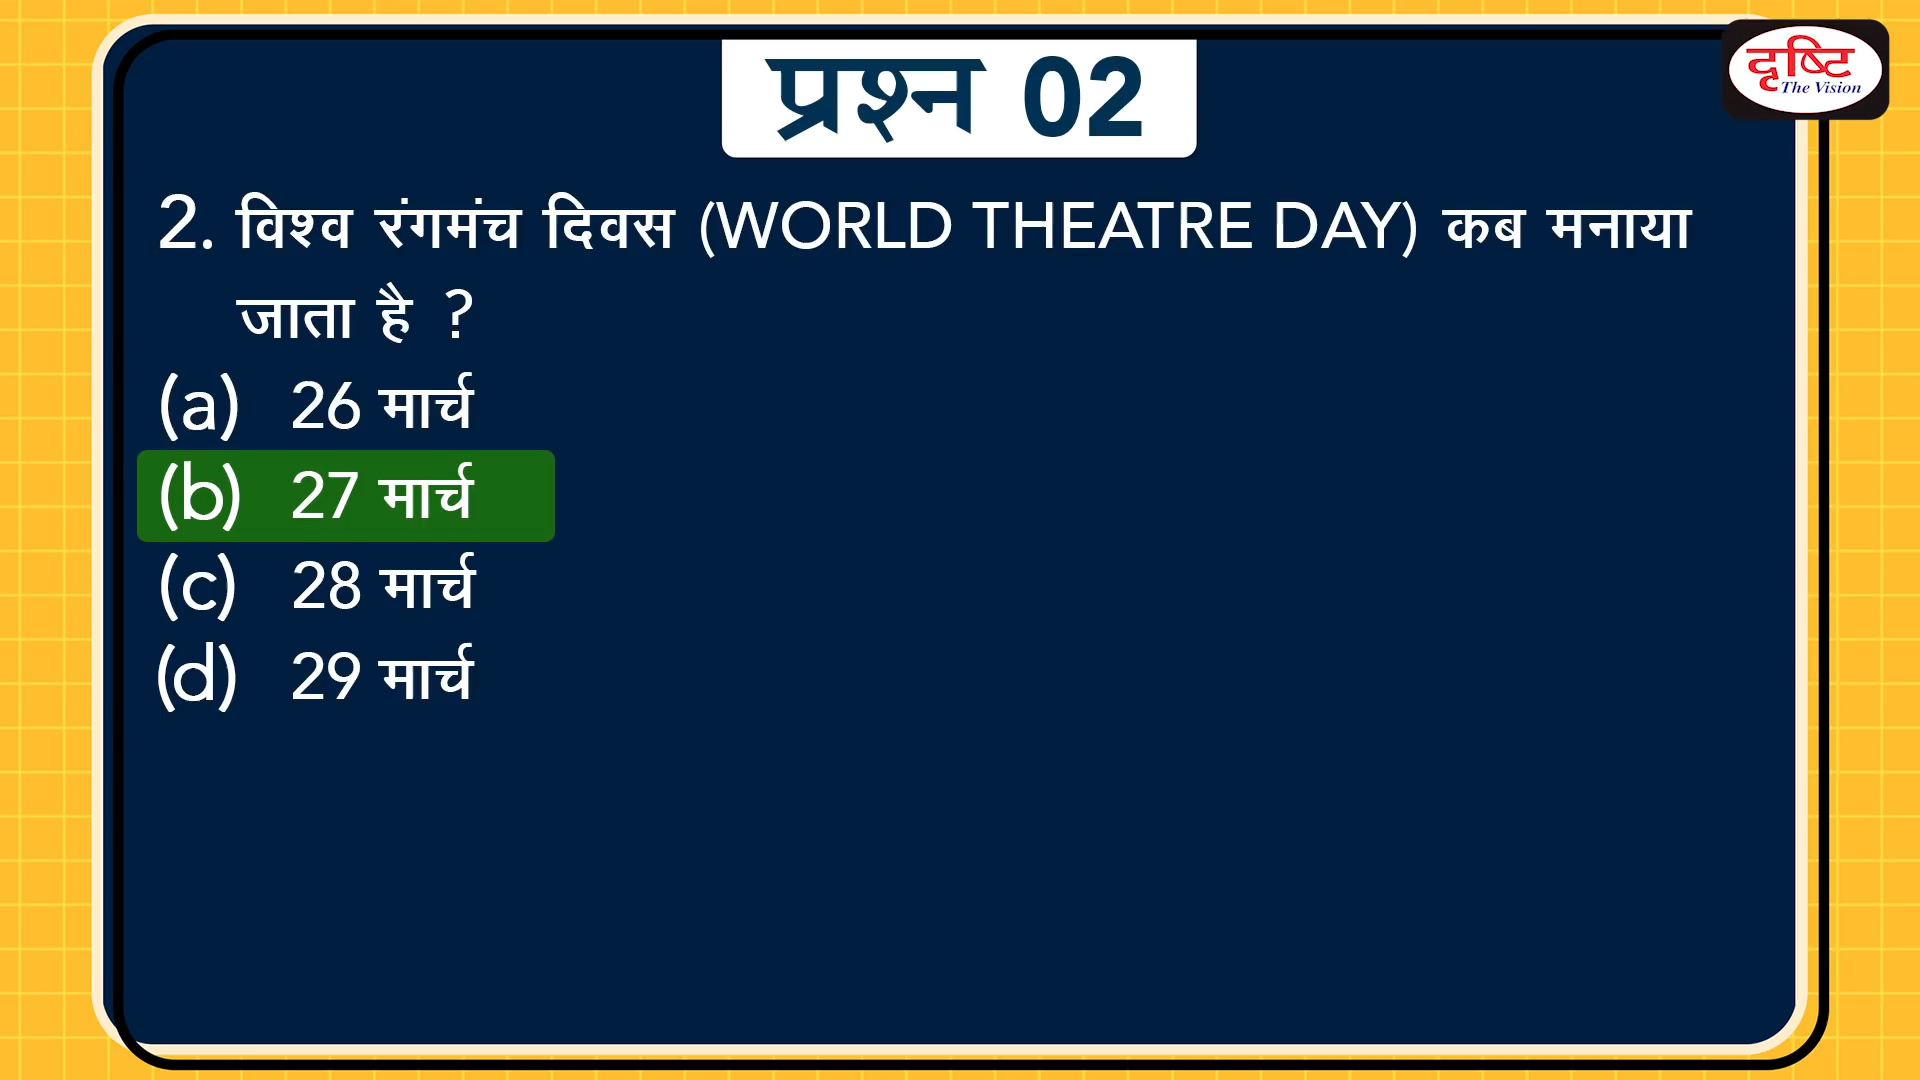 प्रश्न 02
दृष्टि
The Vision
2. विश्व रंगमंच दिवस (WORLD THEATRE DAY) कब मनाया
जाता है ?
(a) 26 मार्च
(b) 27 मार्च
(c) 28 मार्च
(d) 29 मार्च